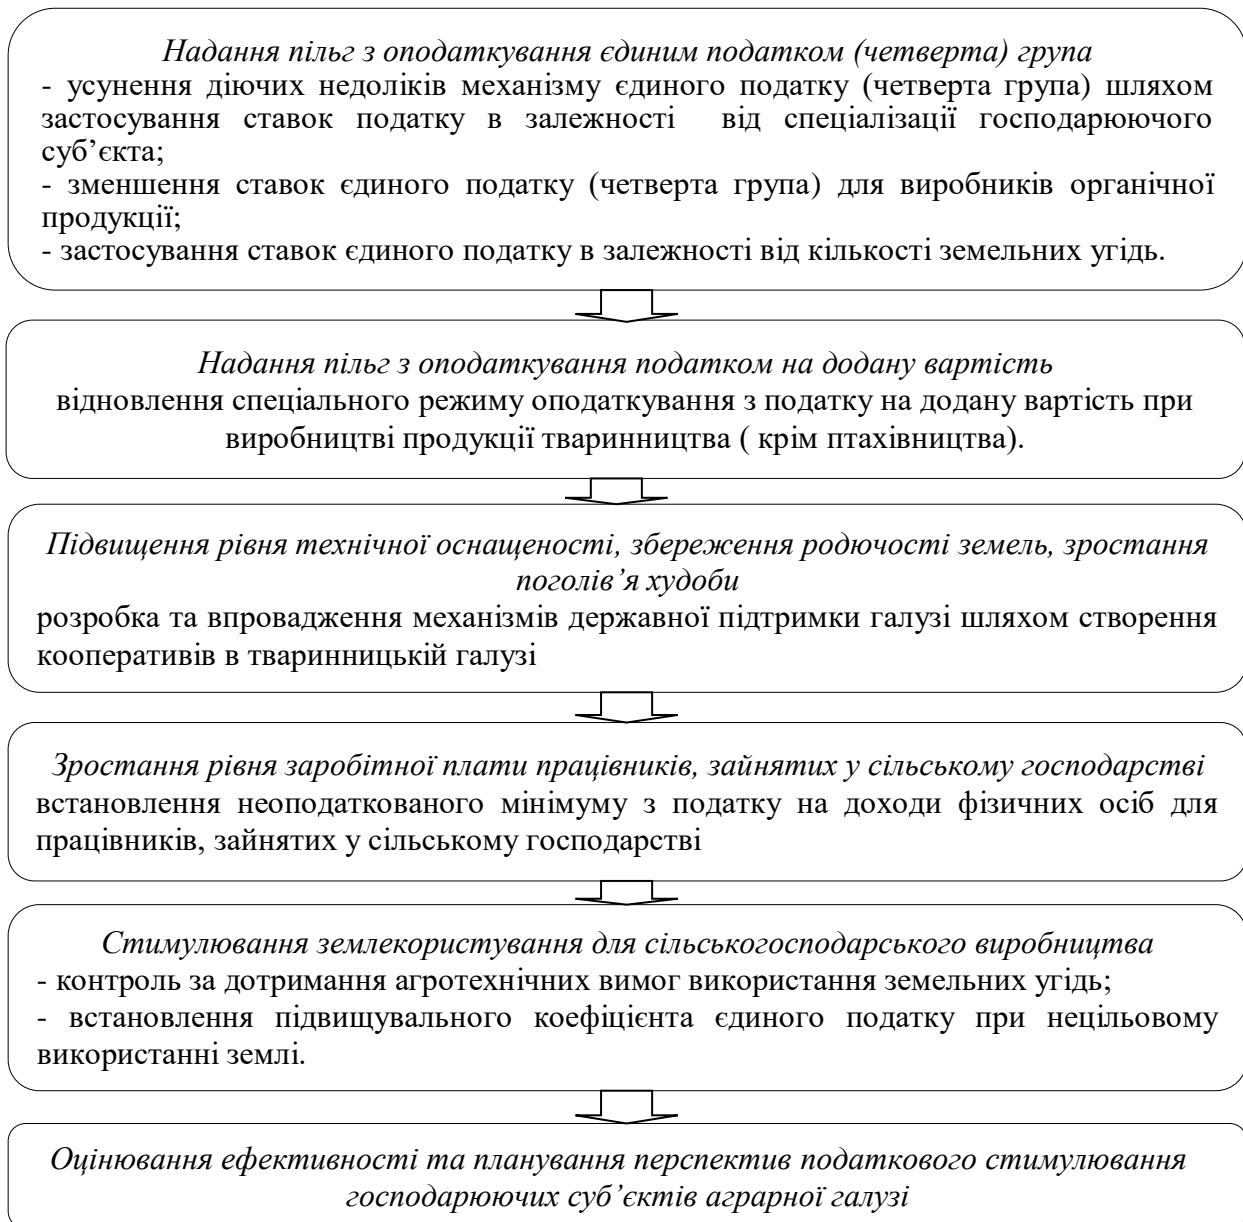 Надання пільг з оподаткування єдиним податком (четверта) група
- усунення діючих недоліків механізму єдиного податку (четверта група) шляхом
застосування ставок податку в залежності від спеціалізації господарюючого
суб’єкта;
- зменшення ставок єдиного податку (четверта група) для виробників органічної
продукції;
- застосування ставок єдиного податку в залежності від кількості земельних угідь.
Надання пільг з оподаткування податком на додану вартість
відновлення спеціального режиму оподаткування з податку на додану вартість при
виробництві продукції тваринництва ( крім птахівництва).
Підвищення рівня технічної оснащеності, збереження родючості земель, зростання
поголів’я худоби
розробка та впровадження механізмів державної підтримки галузі шляхом створення
кооперативів в тваринницькій галузі
Зростання рівня заробітної плати працівників, зайнятих у сільському господарстві
встановлення неоподаткованого мінімуму з податку на доходи фізичних осіб для
працівників, зайнятих у сільському господарстві
Стимулювання землекористування для сільськогосподарського виробництва
- контроль за дотримання агротехнічних вимог використання земельних угідь;
- встановлення підвищувального коефіцієнта єдиного податку при нецільовому
використанні землі.
Оцінювання ефективності та планування перспектив податкового стимулювання
господарюючих суб’єктів аграрної галузі